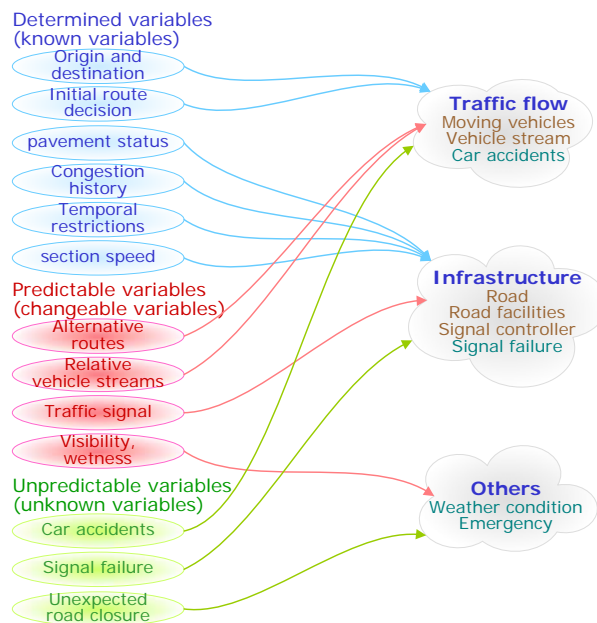 Determined variables
(known variables)
Origin and
destination
Initial route
decision
pavement status
Congestion
history
Temporal
restrictions
section speed
Predictable variables
(changeable variables)
Alternative
routes
Relative
vehicle streams
Traffic signal
Visibility,
wetness
Unpredictable variables
(unknown variables)
Car accidents
Signal failure
Unexpected
road closure
Traffic flow
Moving vehicles
Vehicle stream
Car accidents
Infrastructure
Road
Road facilities
Signal controller
Signal failure
Others
Weather condition
Emergency